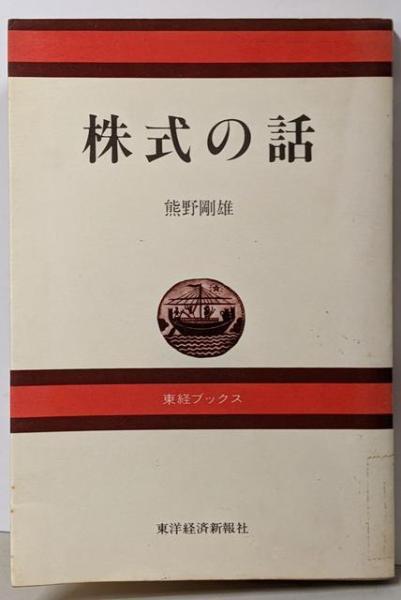 株式の話
熊野剛雄
東経ブックス
東洋経済新報社